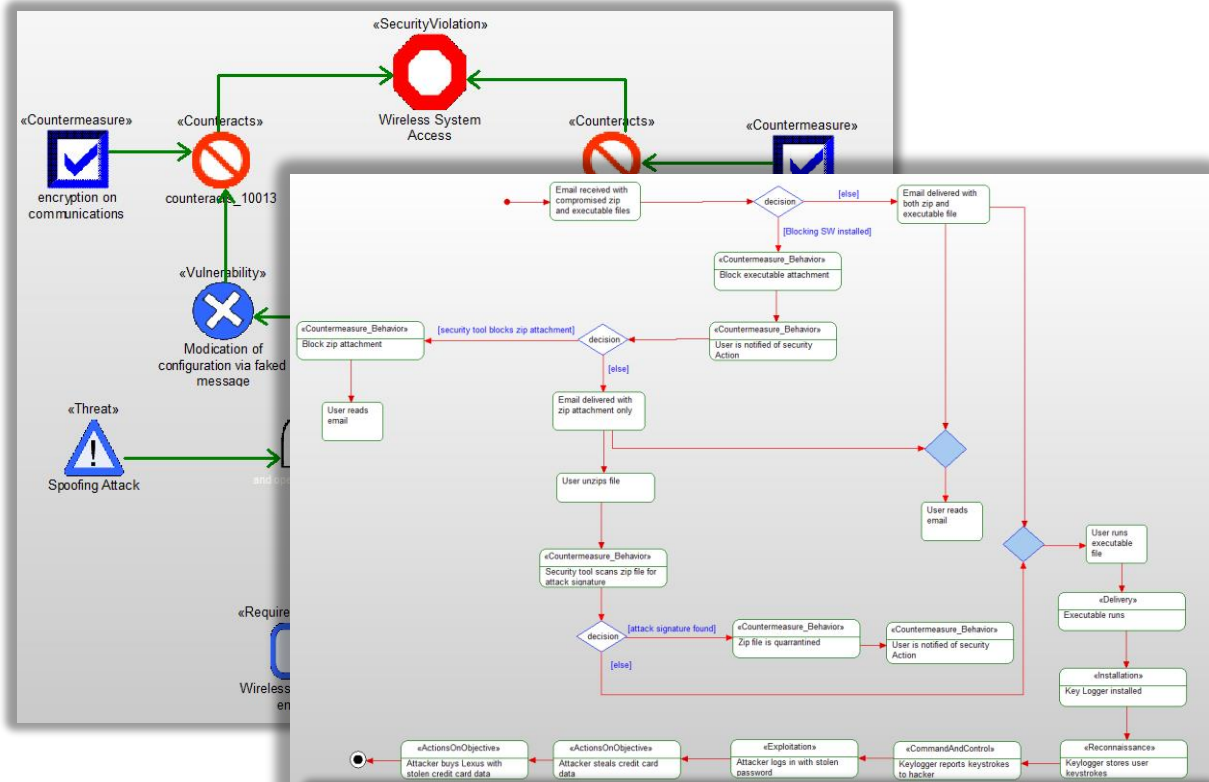 «SecurityViolation»
Wireless System
Access
«Countermeasure»
encryption on
communications
«Counteracts»
«Counteracts»
«Countermeasure»
«Vulnerability»
Modication of
configuration via faked
message
«Threat»
Spoofing Attack
and ope
«Require
Wireless
en
Email received with
compromised zip
and executable files
decision
[else]
Email delivered with
both zip and
executable file
[Blocking SW installed]
«Countermeasure_Behavior»
Block executable attachment
«Countermeasure_Behavior»
User is notified of security
Action
decision
[security tool blocks zip attachment]
«Countermeasure_Behavior»
Block zip attachment
User reads
email
[else]
Email delivered with
zip attachment only
User unzips file
User reads
email
«Countermeasure_Behavior»
Security tool scans zip file for
attack signature
decision
[attack signature found]
«Countermeasure_Behavior»
Zip file is quarrantined
«Countermeasure_Behavior»
User is notified of security
Action
[else]
User runs
executable
file
«Delivery»
Executable runs
«Installation»
Key Logger installed
«Reconnaissance»
Keylogger stores user
keystrokes
«CommandAndControl»
Keylogger reports keystrokes
to hacker
«Exploitation»
Attacker logs in with stolen
password
«ActionsOnObjective»
Attacker steals credit card
data
«ActionsOnObjective»
Attacker buys Lexus with
stolen credit card data